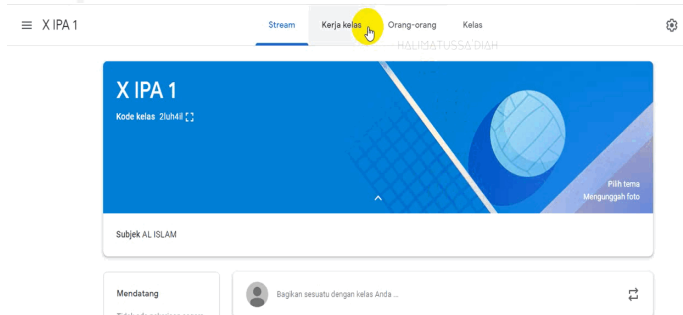 X IPA 1
Stream Kerja kelas Orang-orang Kelas
HALIMATUSSA'DIAH
X IPA 1
Kode kelas 2luh4il
Pilih tema
Mengunggah foto
Subjek AL ISLAM
Mendatang
Bagikan sesuatu dengan kelas Anda ...